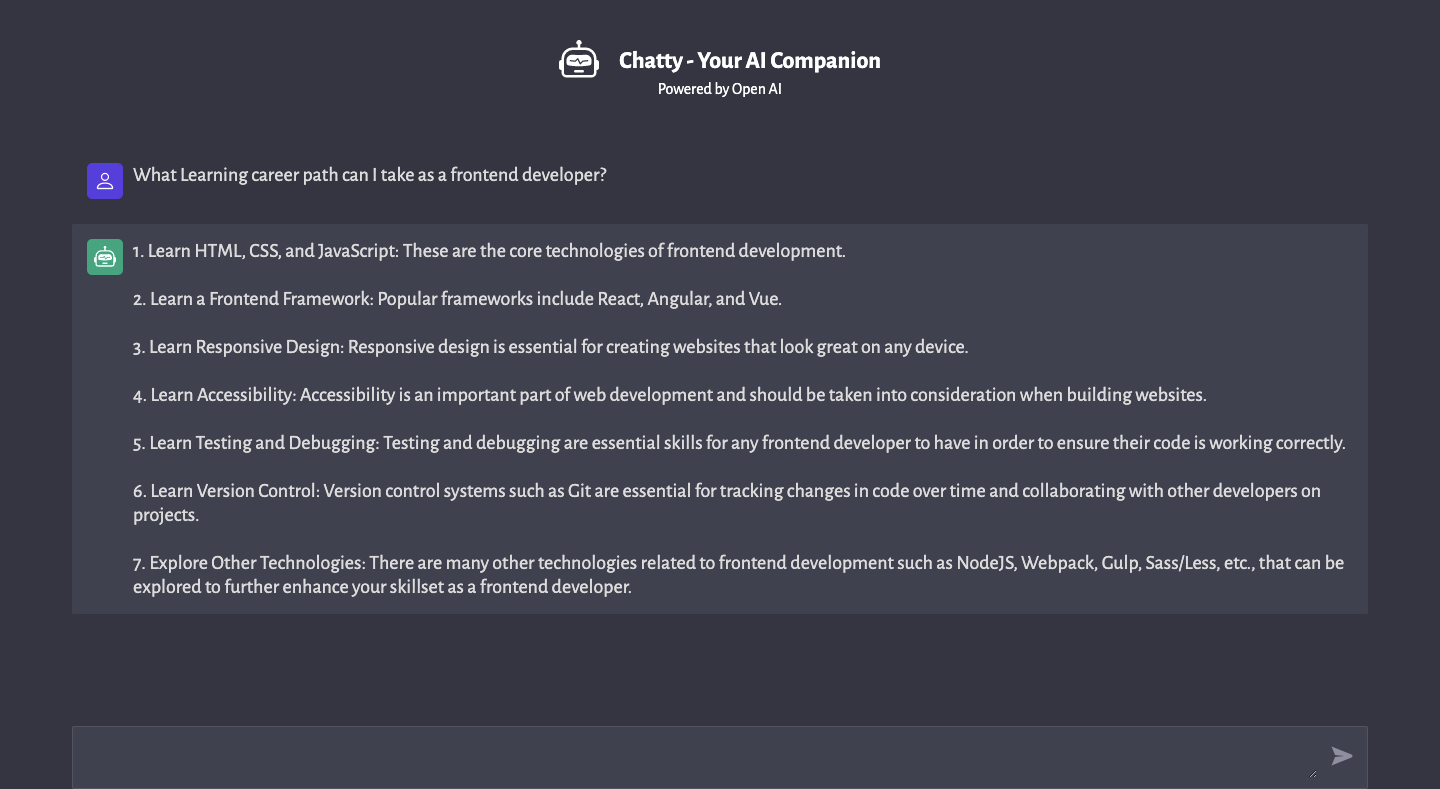 Chatty - Your AI Companion
Powered by Open AI
What Learning career path can I take as a frontend developer?
1. Learn HTML, CSS, and JavaScript: These are the core technologies of frontend development.
2. Learn a Frontend Framework: Popular frameworks include React, Angular, and Vue.
3. Learn Responsive Design: Responsive design is essential for creating websites that look great on any device.
4. Learn Accessibility: Accessibility is an important part of web development and should be taken into consideration when building websites.
5. Learn Testing and Debugging: Testing and debugging are essential skills for any frontend developer to have in order to ensure their code is working correctly.
6. Learn Version Control: Version control systems such as Git are essential for tracking changes in code over time and collaborating with other developers on
projects.
7. Explore Other Technologies: There are many other technologies related to frontend development such as NodeJS, Webpack, Gulp, Sass/Less, etc., that can be
explored to further enhance your skillset as a frontend developer.